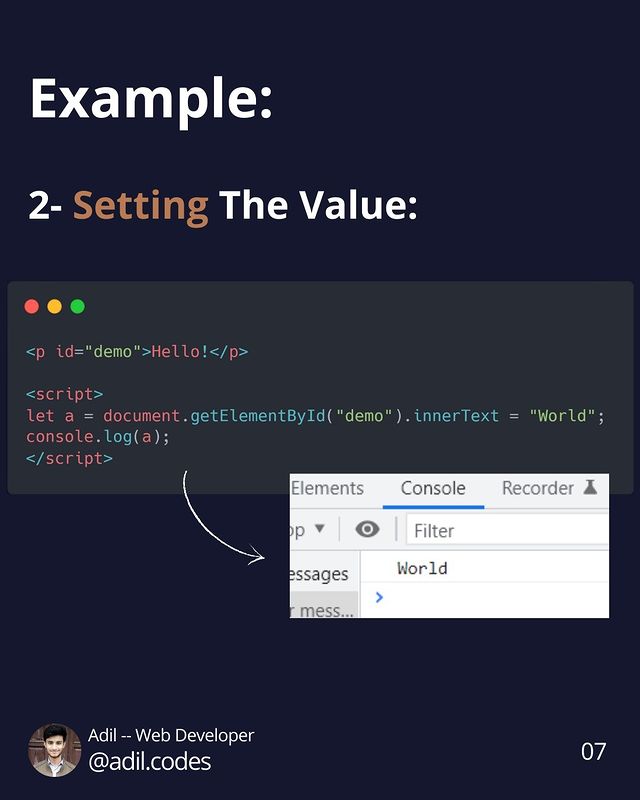 Example:
2- Setting The Value:
<p id="demo">Hello!</p>
<script>
let a = document.getElementById("demo").innerText = "World";
console.log(a);
</script>
Elements Console Recorder
op Filter
essages World
r mess...
Adil -- Web Developer
@adil.codes
07